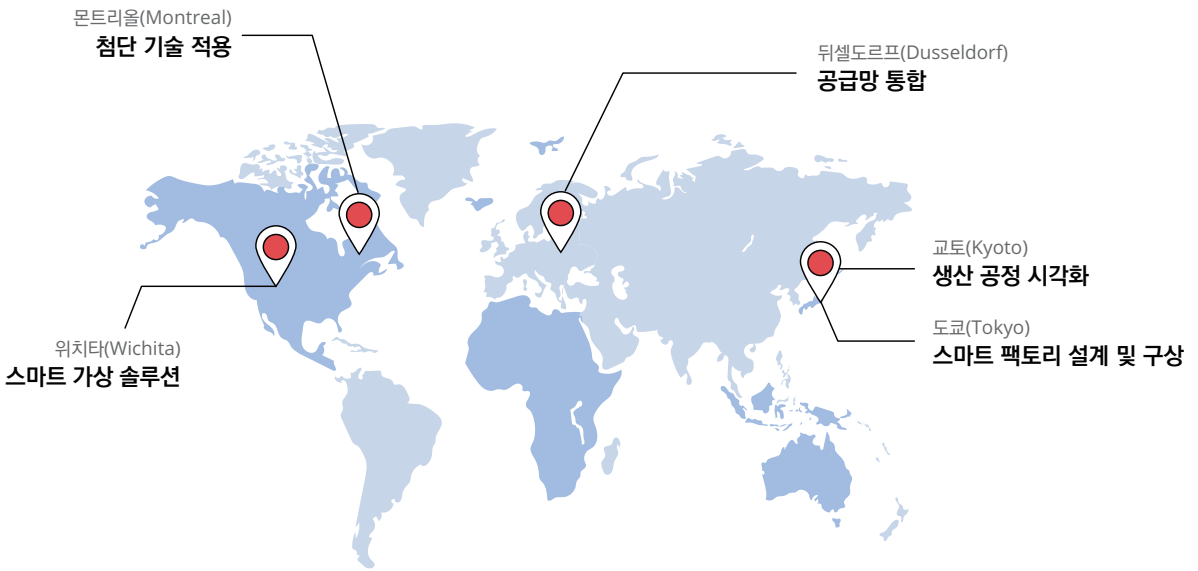 몬트리올(Montreal)
첨단 기술 적용
뒤셀도르프(Dusseldorf)
공급망 통합
교토(Kyoto)
생산 공정 시각화
도쿄(Tokyo)
스마트 팩토리 설계 및 구상
위치타(Wichita)
스마트 가상 솔루션